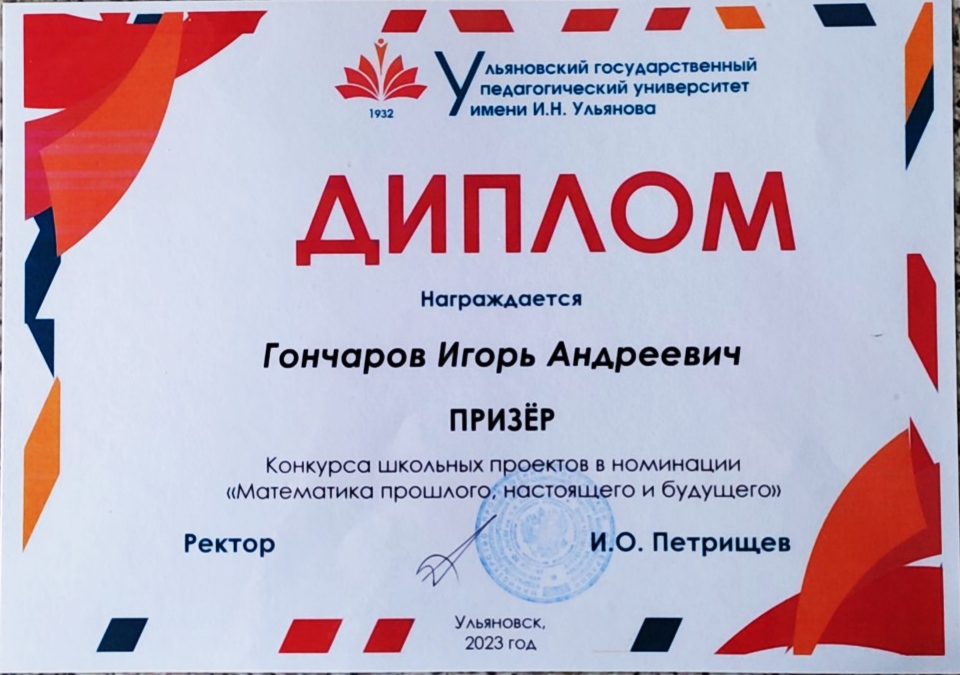 1932
Ульяновский государственный
педагогический университет
имени И.Н. Ульянова
ДИПЛОМ
Награждается
Гончаров Игорь Андреевич
ПРИЗЁР
Конкурса школьных проектов в номинации
«Математика прошлого, настоящего и будущего»
Ректор
И.О. Петрищев
Ульяновск,
2023 год